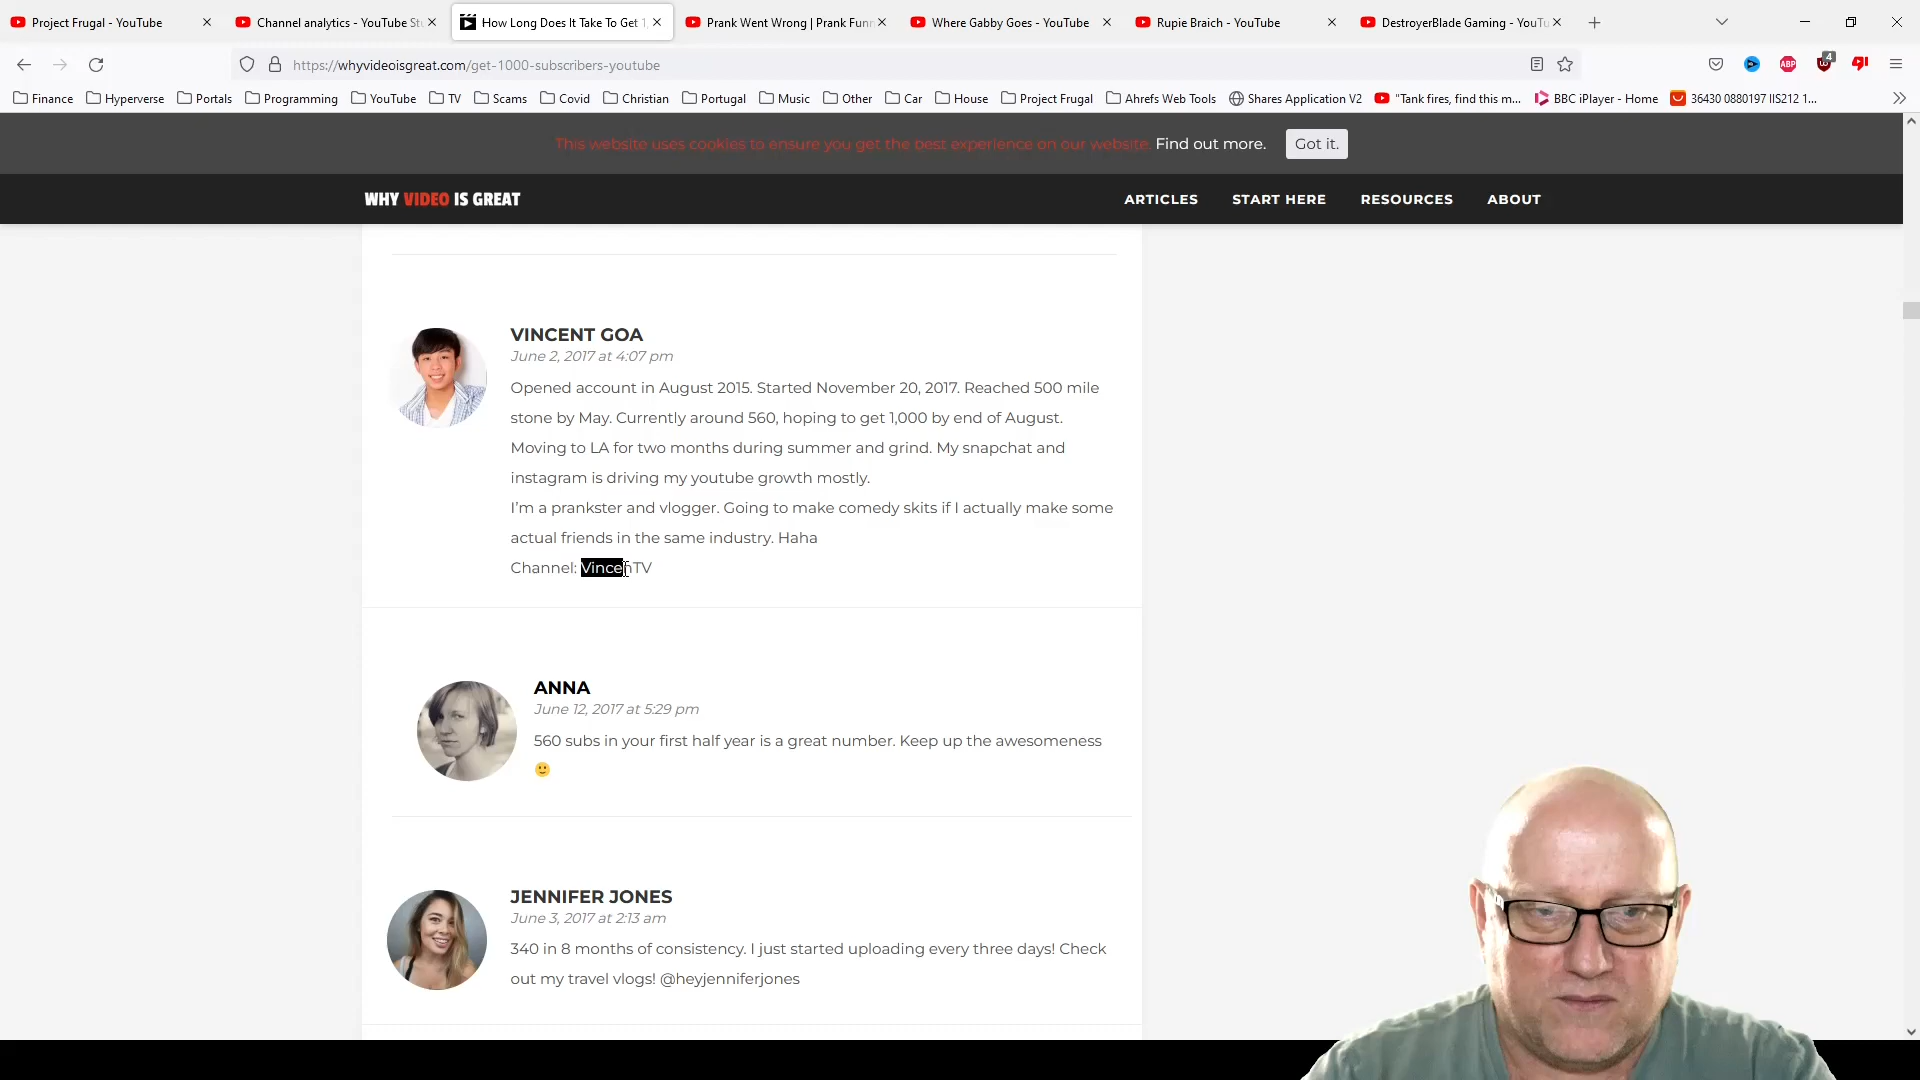 Project Frugal - YouTube
Channel analytics - YouTube Stu
How Long Does It Take To Get 1
Prank Went Wrong | Prank Funn
Where Gabby Goes - YouTube
Rupie Braich - YouTube
DestroyerBlade Gaming - YouTu
https://whyvideoisgreat.com/get-1000-subscribers-youtube
ABP
4
Finance
Hyperverse
Portals
Programming
YouTube
TV
Scams
Covid
Christian
Portugal
Music
Other
Car
House
Project Frugal
Ahrefs Web Tools
Shares Application V2
"Tank fires, find this m...
BBC iPlayer - Home
36430 0880197 IIS212 1...
This website uses cookies to ensure you get the best experience on our website. Find out more. Got it.
WHY VIDEO IS GREAT
ARTICLES START HERE RESOURCES ABOUT
VINCENT GOA
June 2, 2017 at 4:07 pm
Opened account in August 2015. Started November 20, 2017. Reached 500 mile
stone by May. Currently around 560, hoping to get 1,000 by end of August.
Moving to LA for two months during summer and grind. My snapchat and
instagram is driving my youtube growth mostly.
I'm a prankster and vlogger. Going to make comedy skits if I actually make some
actual friends in the same industry. Haha
Channel: VincenTV
ANNA
June 12, 2017 at 5:29 pm
560 subs in your first half year is a great number. Keep up the awesomeness
🙂
JENNIFER JONES
June 3, 2017 at 2:13 am
340 in 8 months of consistency. I just started uploading every three days! Check
out my travel vlogs! @heyjenniferjones